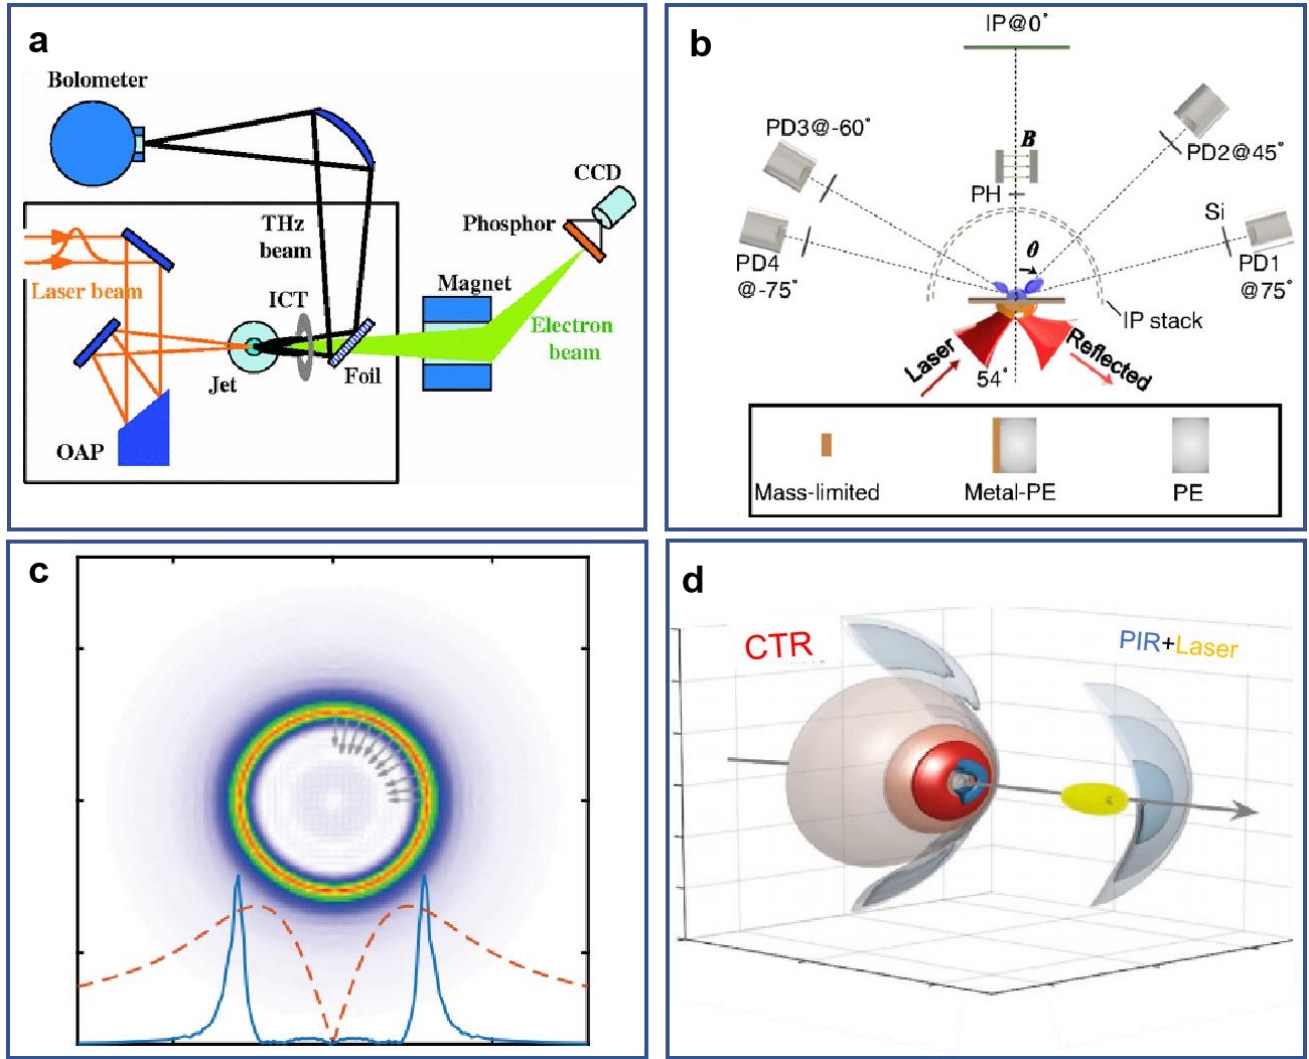 a
Bolometer
CCD
Phosphor
THz
beam
Magnet
Laser beam
ICT
Electron
beam
Jet
Foil
OAP
b
IP@0˚
PD3@-60˚
B
PD2@45˚
PH
Si
PD4
@-75˚
θ
PD1
@75˚
IP stack
Laser
Reflected
54˚
Mass-limited
Metal-PE
PE
c
d
CTR
PIR+Laser